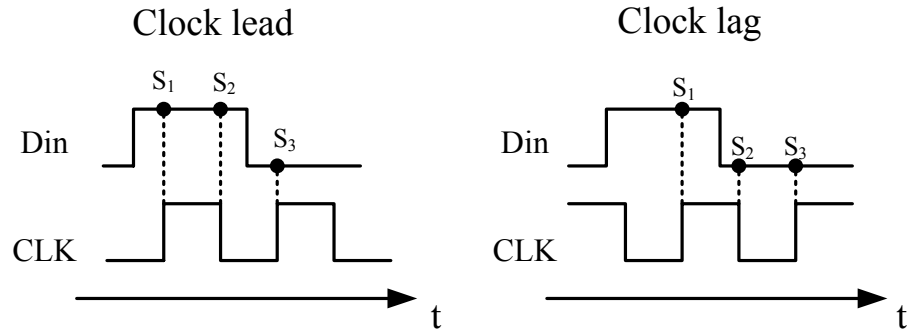 Clock lead
Clock lag
S₁ S₂
S₁
Din
S₃
Din
S₂ S₃
CLK
CLK
t
t